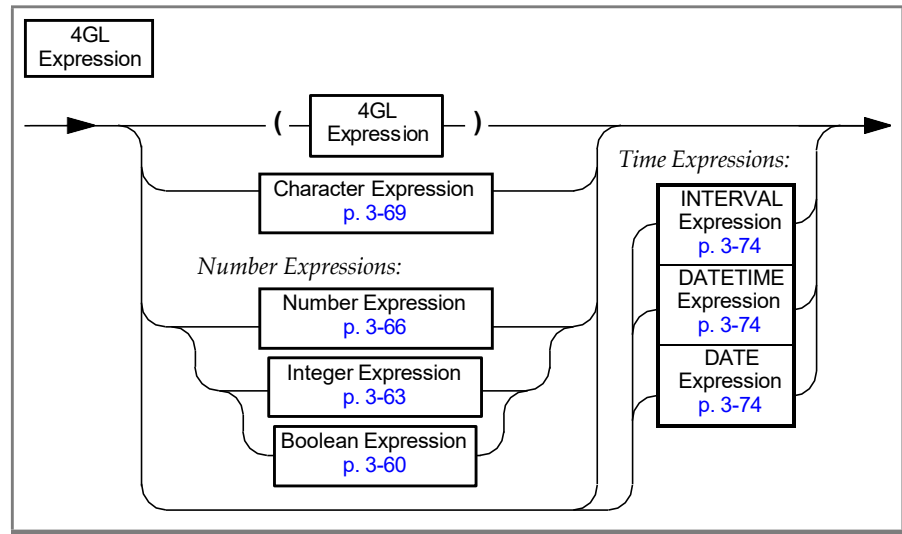 4GL
Expression
(
4GL
Expression
)
Time Expressions:
Character Expression
p. 3-69
INTERVAL
Expression
p. 3-74
Number Expressions:
DATETIME
Expression
p. 3-74
Number Expression
p. 3-66
DATE
Expression
p. 3-74
Integer Expression
p. 3-63
Boolean Expression
p. 3-60